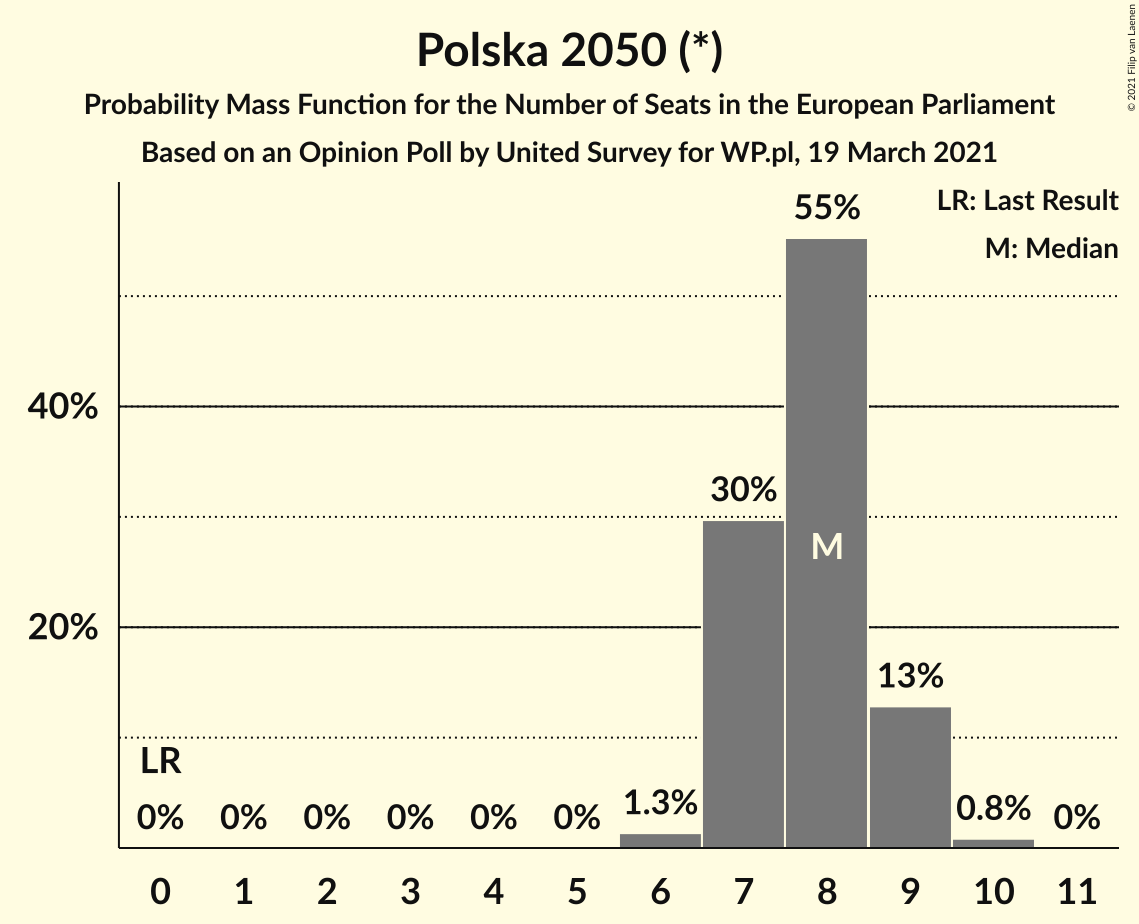 Polska 2050 (*)
Probability Mass Function for the Number of Seats in the European Parliament
Based on an Opinion Poll by United Survey for WP.pl, 19 March 2021
© 2021 Filip van Laenen
LR: Last Result
M: Median
55%
40%
30%
M
20%
13%
LR
0% 0% 0% 0% 0% 0% 1.3% 0.8% 0%
0 1 2 3 4 5 6 7 8 9 10 11